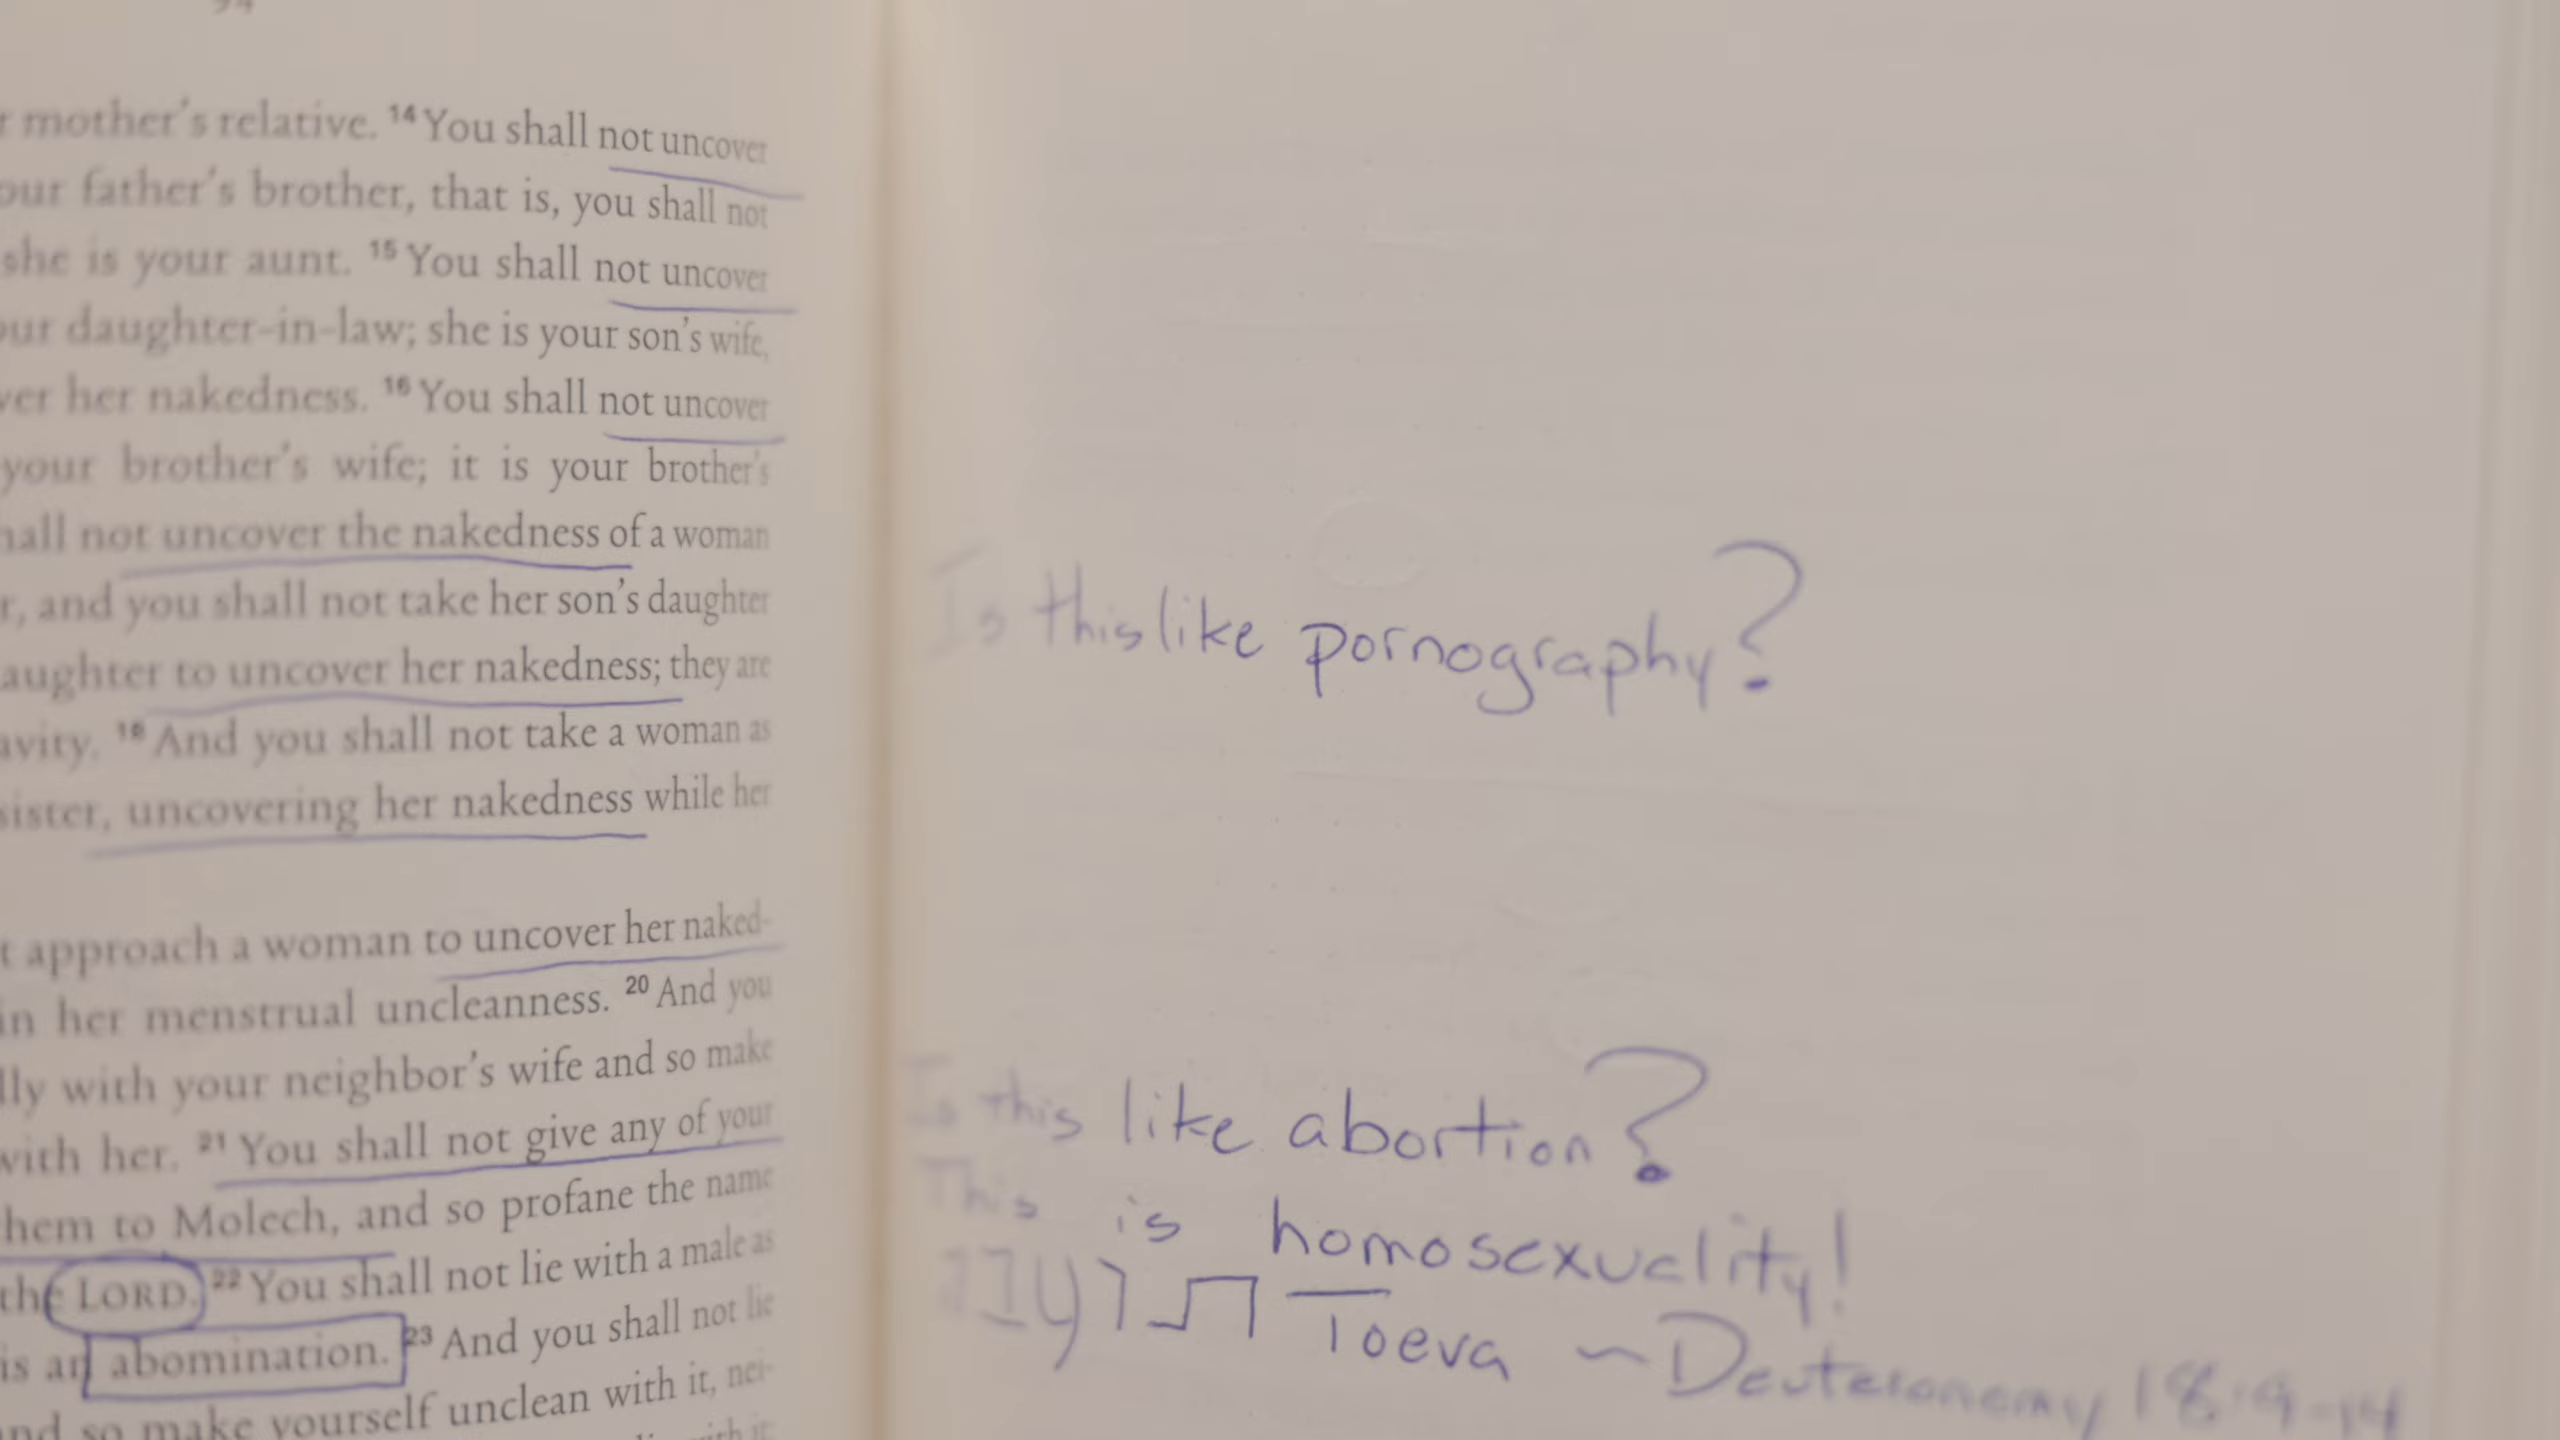 mother's relative. 14 You shall not uncover
our father's brother, that is, you shall not
she is your aunt. 15 You shall not uncover
our daughter-in-law; she is your son's wife,
ver her nakedness. 16 You shall not uncover
your brother's wife; it is your brother's
hall not uncover the nakedness of a woman
r, and you shall not take her son's daughter
aughter to uncover her nakedness; they are
avity. 18 And you shall not take a woman as
sister, uncovering her nakedness while her
t approach a woman to uncover her naked-
in her menstrual uncleanness. 20 And you
lly with your neighbor's wife and so make
with her. 21 You shall not give any of your
hem to Molech, and so profane the name
the LORD. 22 You shall not lie with a male as
is an abomination. 23 And you shall not lie
and so make yourself unclean with it, nei-
with it:
Is this like pornography?
Is this like abortion?
This is homosexuality!
Toeva ~ Deuteronomy 18:9-14